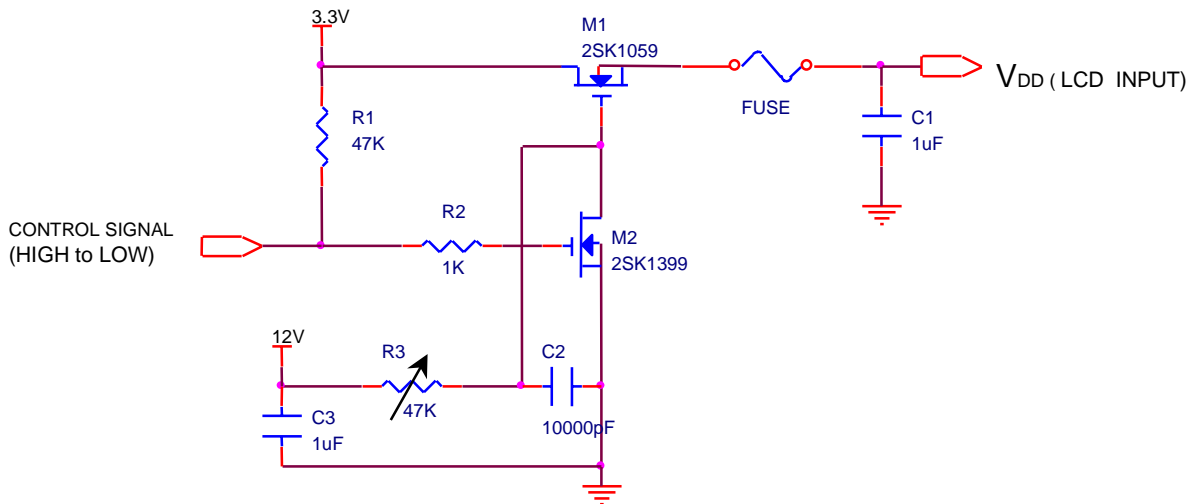 3.3V
M1
2SK1059
R1
47K
FUSE
C1
1uF
VDD ( LCD INPUT)
CONTROL SIGNAL
(HIGH to LOW)
R2
1K
M2
2SK1399
12V
R3
47K
C2
10000pF
C3
1uF